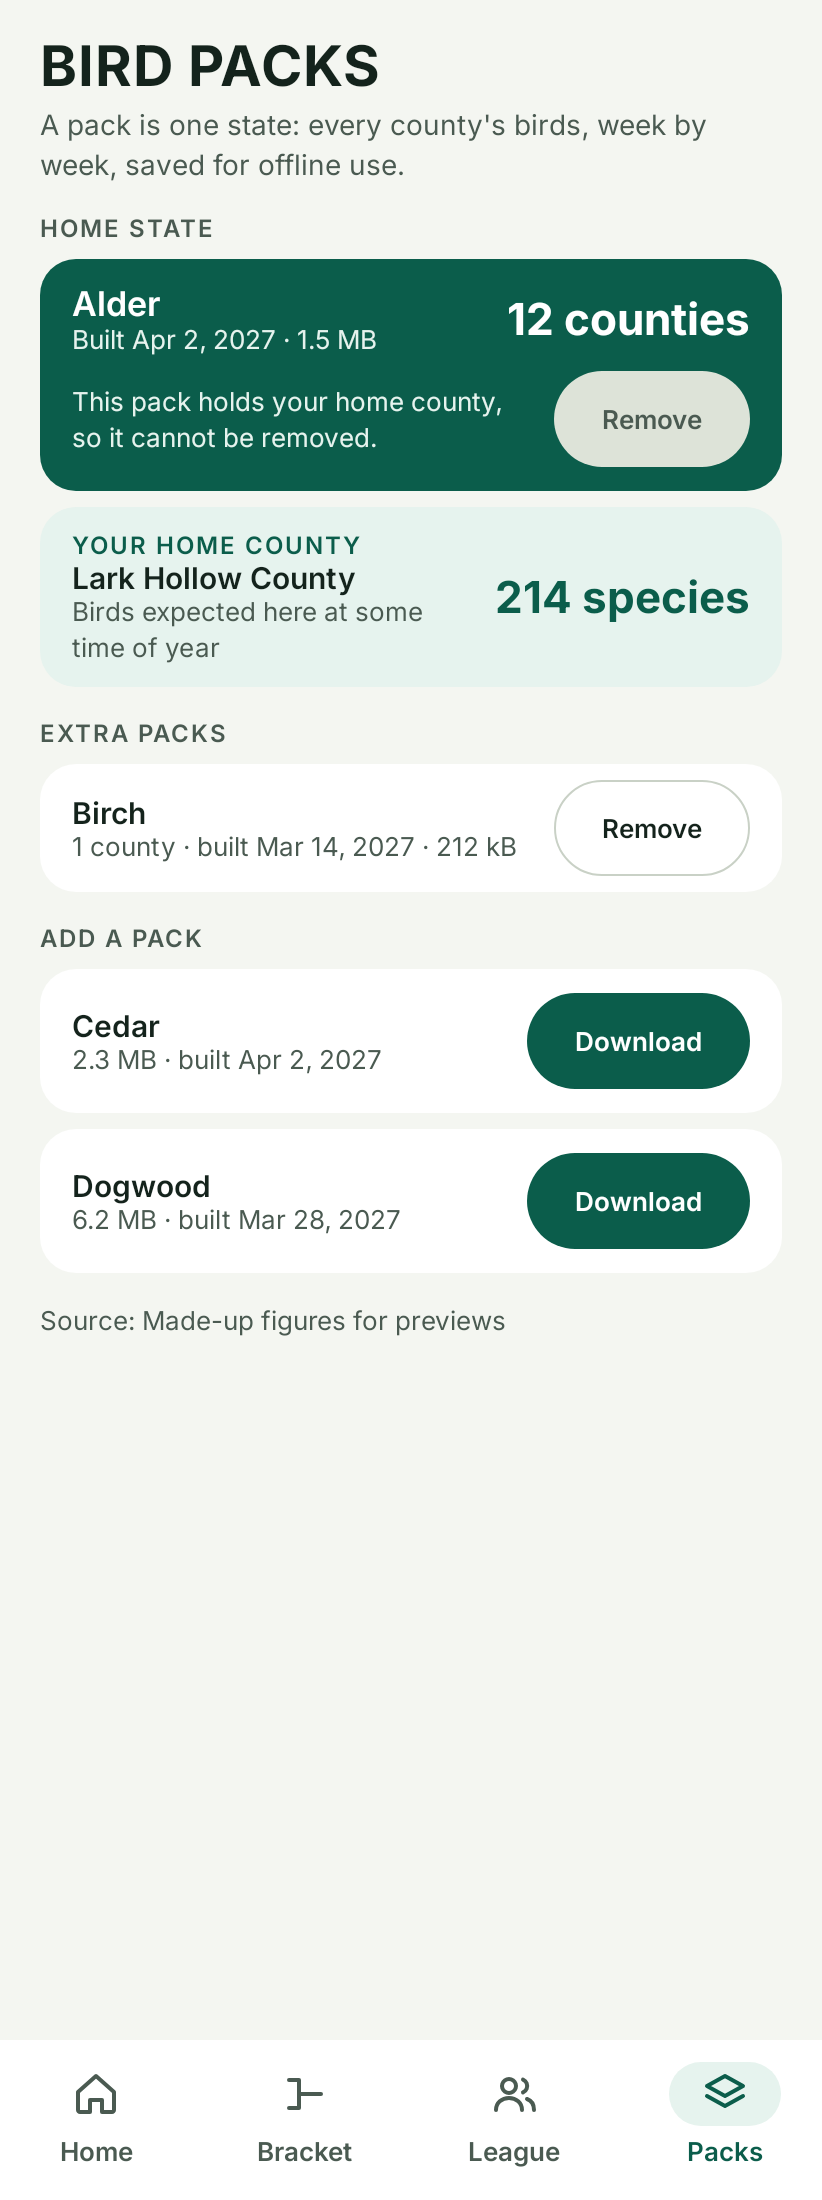 BIRD PACKS
A pack is one state: every county's birds, week by
week, saved for offline use.
HOME STATE
Alder
Built Apr 2, 2027 · 1.5 MB
12 counties
This pack holds your home county,
so it cannot be removed.
Remove
YOUR HOME COUNTY
Lark Hollow County
Birds expected here at some
time of year
214 species
EXTRA PACKS
Birch
1 county · built Mar 14, 2027 · 212 kB
Remove
ADD A PACK
Cedar
2.3 MB · built Apr 2, 2027
Download
Dogwood
6.2 MB · built Mar 28, 2027
Download
Source: Made-up figures for previews
Home
Bracket
League
Packs